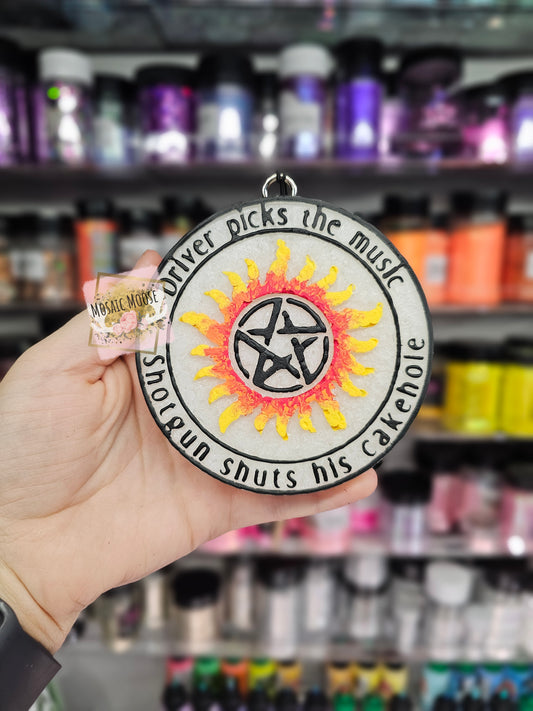 Driver picks the music
Shotgun shuts his cakehole
Mosaic Moose